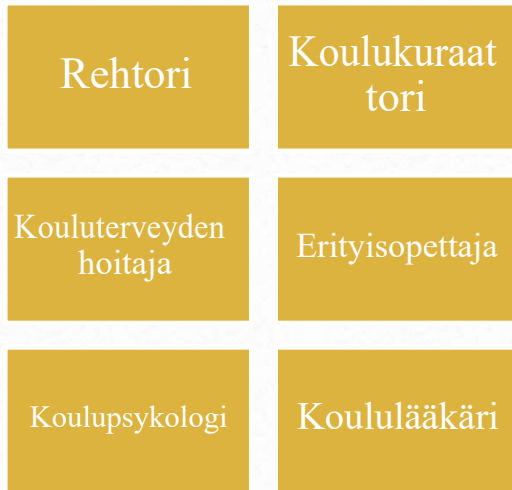 Rehtori
Koulukuraat
tori
Kouluterveyden
hoitaja
Erityisopettaja
Koulupsykologi
Koululääkäri